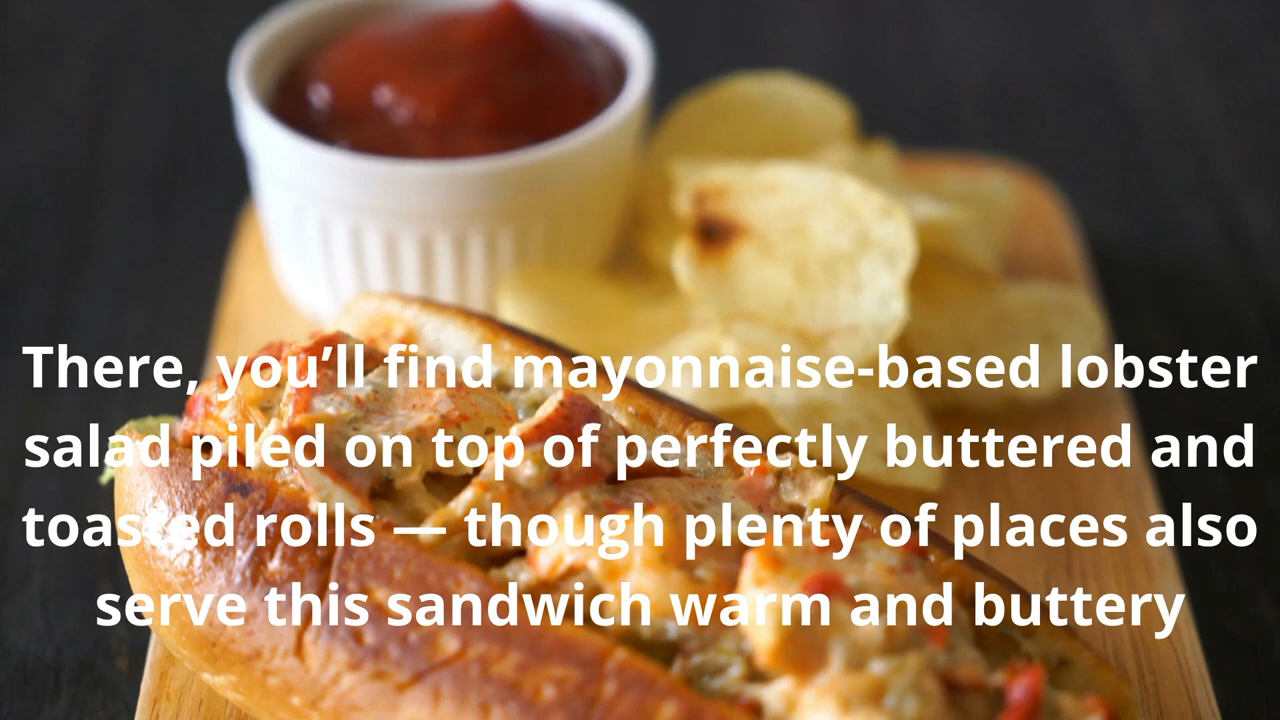 There, you’ll find mayonnaise-based lobster
salad piled on top of perfectly buttered and
toasted rolls — though plenty of places also
serve this sandwich warm and buttery